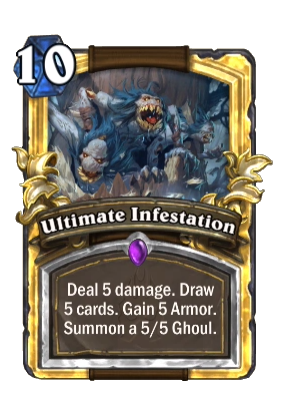 10
Ultimate Infestation
Deal 5 damage. Draw
5 cards. Gain 5 Armor.
Summon a 5/5 Ghoul.